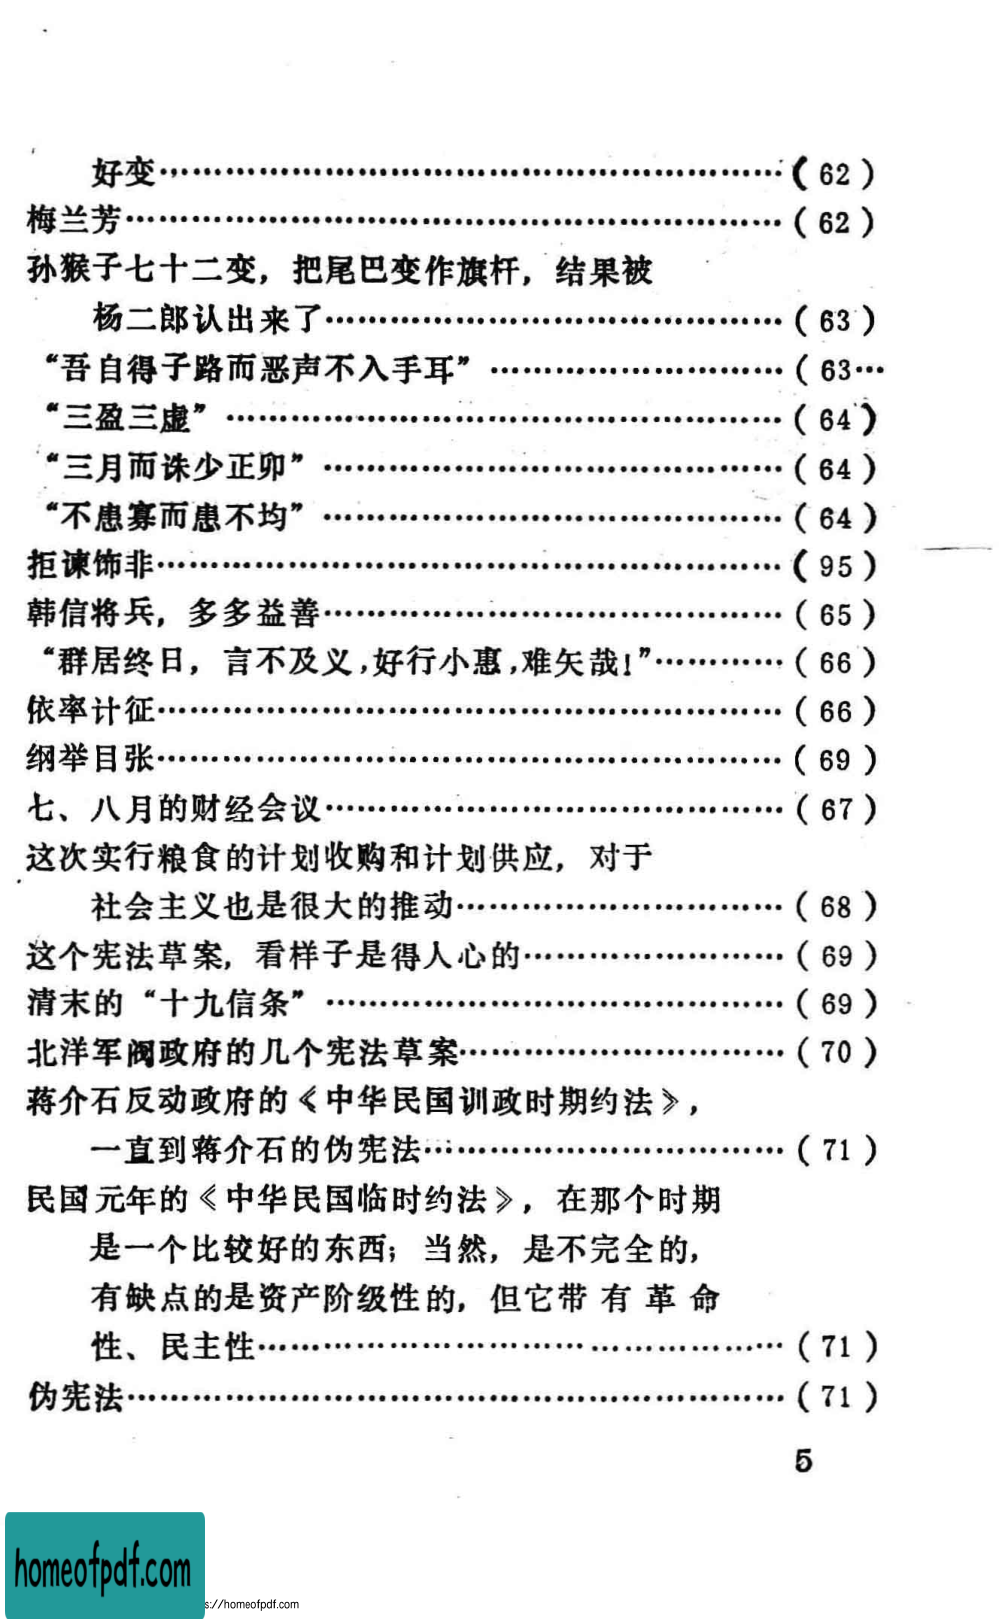 好变……………………………………………………(62)
梅兰芳…………………………………………………(62)
孙猴子七十二变，把尾巴变作旗杆，结果被
杨二郎认出来了……………………………………(63)
“吾自得子路而恶声不入手耳”………………………(63…
“三盈三虚”……………………………………………(64)
“三月而诛少正卯”……………………………………(64)
“不患寡而患不均”……………………………………(64)
拒谏饰非………………………………………………(95)
韩信将兵，多多益善…………………………………(65)
“群居终日，言不及义，好行小惠，难矢哉！”…………(66)
依率计征………………………………………………(66)
纲举目张………………………………………………(69)
七、八月的财经会议…………………………………(67)
这次实行粮食的计划收购和计划供应，对于
社会主义也是很大的推动…………………………(68)
这个宪法草案，看样子是得人心的……………………(69)
清末的“十九信条”……………………………………(69)
北洋军阀政府的几个宪法草案…………………………(70)
蒋介石反动政府的《中华民国训政时期约法》，
一直到蒋介石的伪宪法……………………………(71)
民国元年的《中华民国临时约法》，在那个时期
是一个比较好的东西；当然，是不完全的，
有缺点的是资产阶级性的，但它带有革命
性、民主性…………………………………………(71)
伪宪法…………………………………………………(71)
5
homeofpdf.com
s://homeofpdf.com